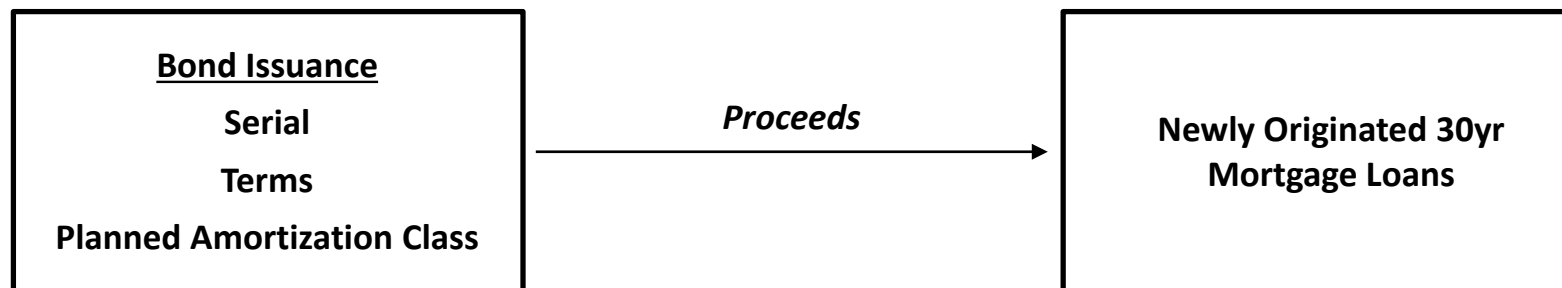 Bond Issuance
Serial
Terms
Planned Amortization Class
Proceeds
Newly Originated 30yr
Mortgage Loans